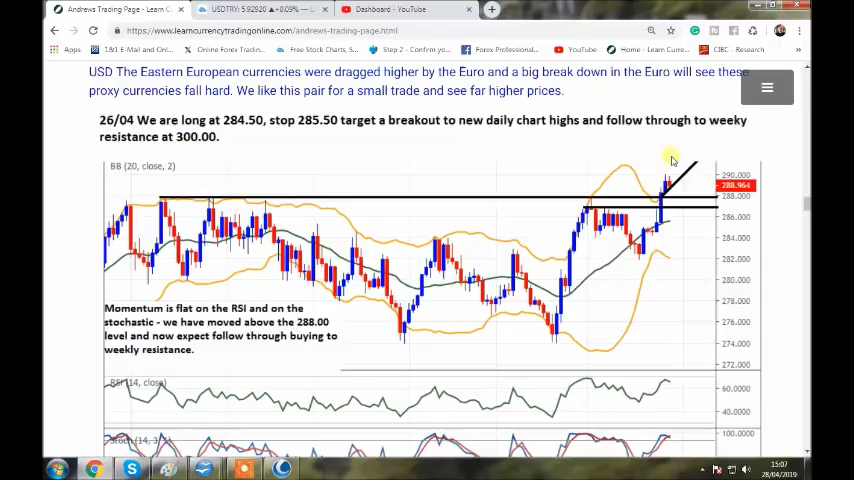 Andrews Trading Page - Learn C
USDTRY: 5.92920 ▲+0.09%
Dashboard - YouTube
https://www.learncurrencytradingonline.com/andrews-trading-page.html
Apps
1&1 E-Mail and Onl...
Online Forex Trading
Free Stock Charts, S
Step 2 - Confirm yo
Forex Professional...
YouTube
Home - Learn Curre
CIBC - Research
USD The Eastern European currencies were dragged higher by the Euro and a big break down in the Euro will see these
proxy currencies fall hard. We like this pair for a small trade and see far higher prices.
26/04 We are long at 284.50, stop 285.50 target a breakout to new daily chart highs and follow through to weeky
resistance at 300.00.
BB (20, close, 2)
290.000
288.964
288.000
286.000
284.000
282.000
280.000
278.000
276.000
274.000
272.000
Momentum is flat on the RSI and on the
stochastic - we have moved above the 288.00
level and now expect follow through buying to
weekly resistance.
RSI (14, close)
60.0000
40.0000
100.0000
15:07
28/04/2019